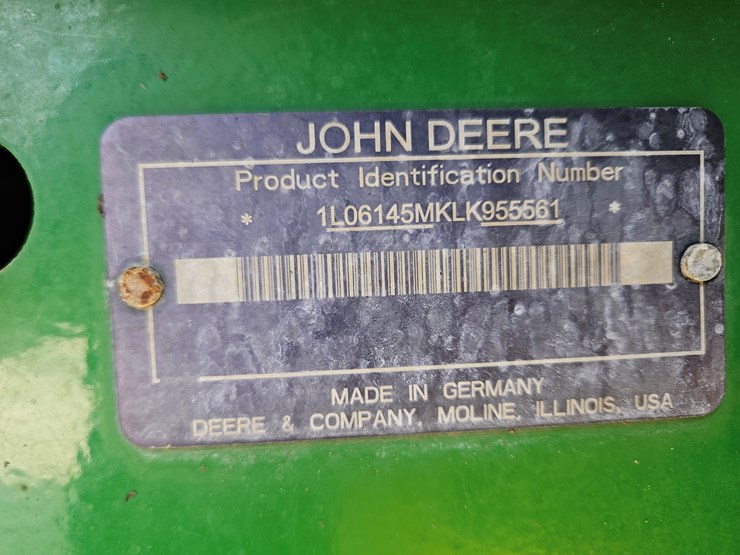 JOHN DEERE
Product Identification Number
* 1L06145MKLK955561 *
MADE IN GERMANY
DEERE & COMPANY, MOLINE, ILLINOIS, USA